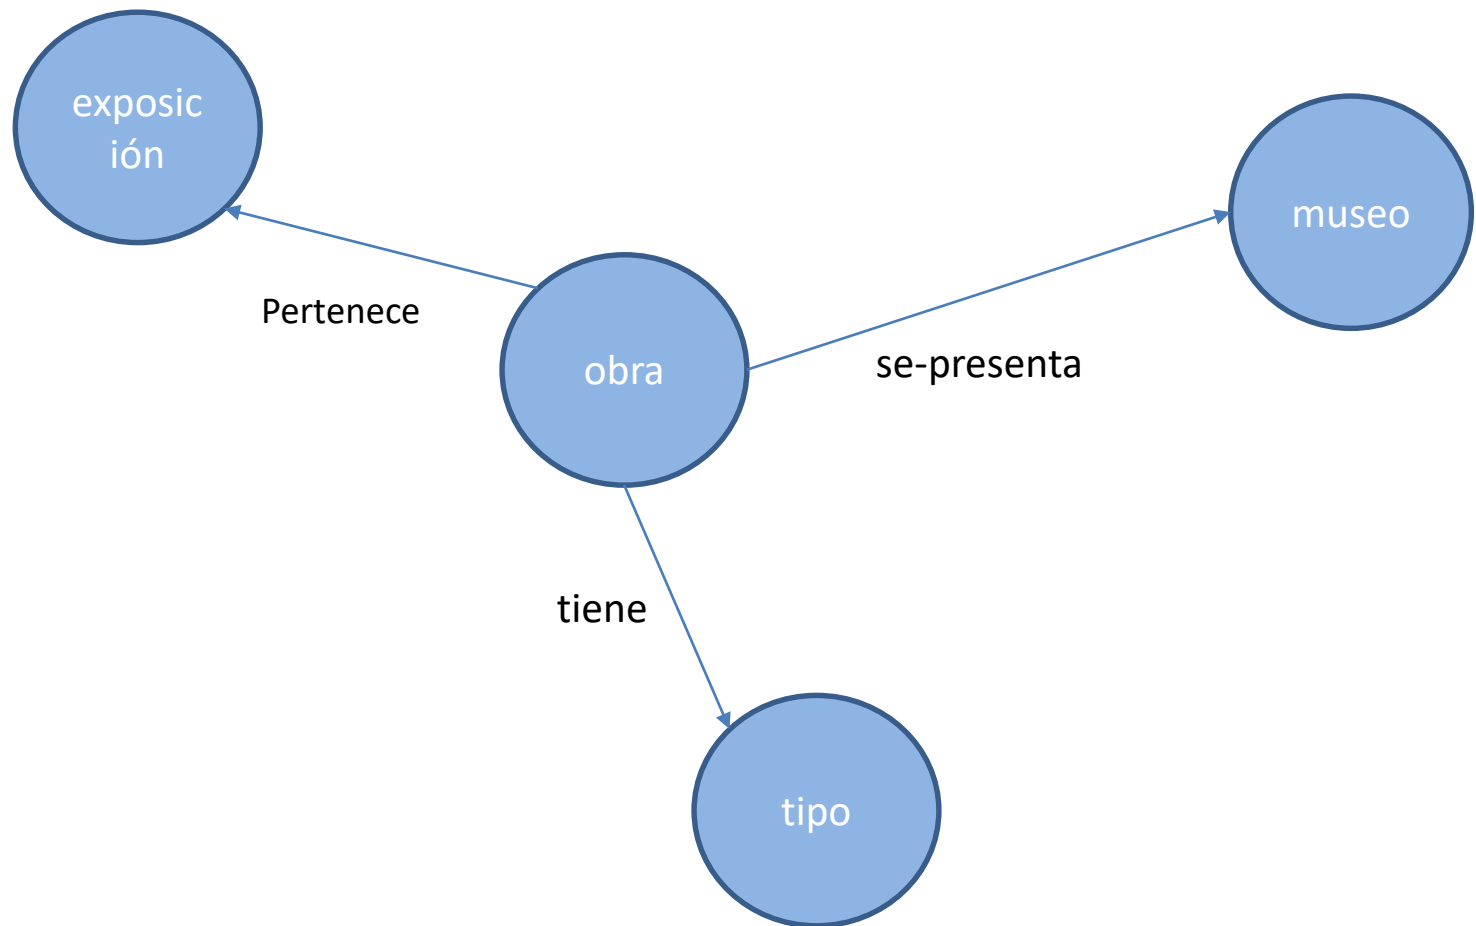 exposic
ión
museo
Pertenece
obra
se-presenta
tiene
tipo